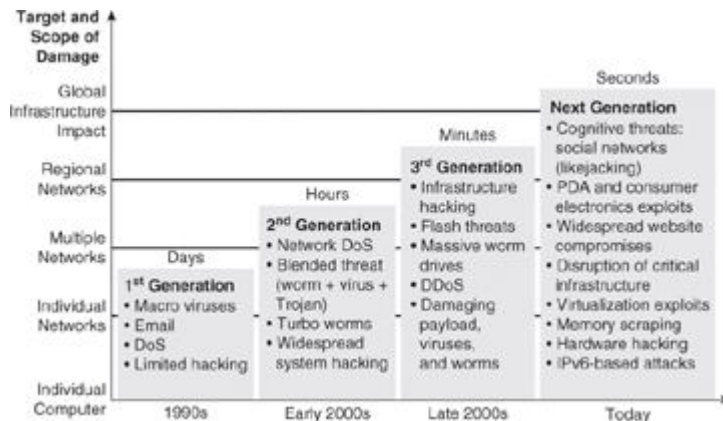 Target and
Scope of
Damage
Global
Infrastructure
Impact
Regional
Networks
Multiple
Networks
Individual
Networks
Individual
Computer
Days
1st Generation
• Macro viruses
• Email
• DoS
• Limited hacking
1990s
Hours
2nd Generation
• Network DoS
• Blended threat
(worm + virus +
Trojan)
• Turbo worms
• Widespread
system hacking
Early 2000s
Minutes
3rd Generation
• Infrastructure
hacking
• Flash threats
• Massive worm
drives
• DDoS
• Damaging
payload,
viruses,
and worms
Late 2000s
Seconds
Next Generation
• Cognitive threats:
social networks
(likejacking)
• PDA and consumer
electronics exploits
• Widespread website
compromises
• Disruption of critical
infrastructure
• Virtualization exploits
• Memory scraping
• Hardware hacking
• IPv6-based attacks
Today